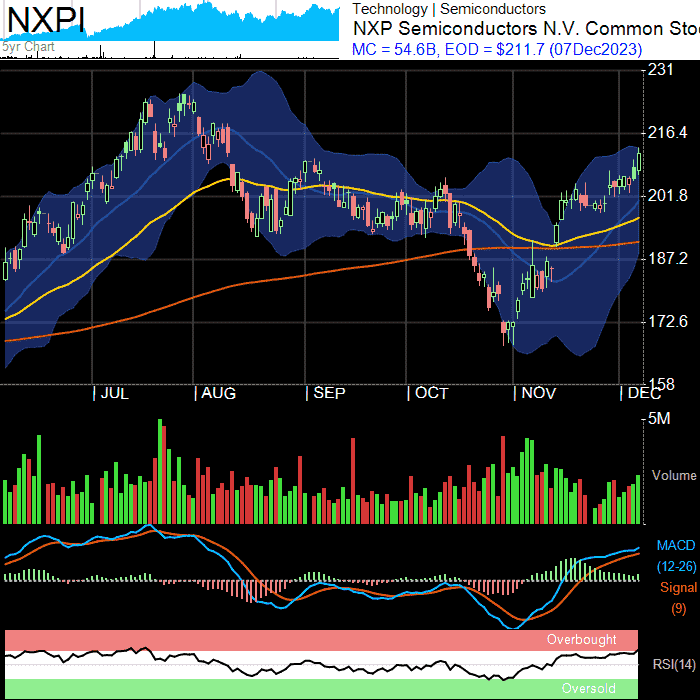 NXPI
5yr Chart
Technology | Semiconductors
NXP Semiconductors N.V. Common Sto
MC = 54.6B, EOD = $211.7 (07Dec2023)
231
216.4
201.8
187.2
172.6
158
JUL
AUG
SEP
OCT
NOV
DEC
5M
Volume
MACD
(12-26)
Signal
(9)
Overbought
RSI(14)
Oversold